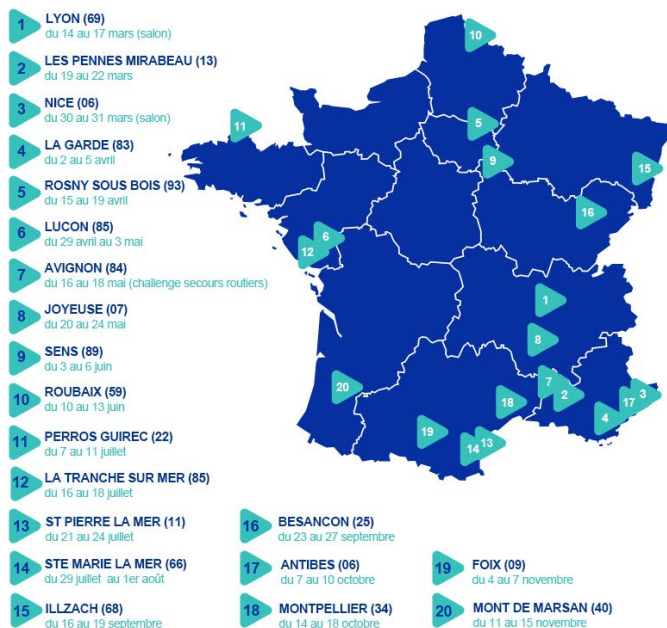 1 LYON (69)
du 14 au 17 mars (salon)
2 LES PENNES MIRABEAU (13)
du 19 au 22 mars
3 NICE (06)
du 30 au 31 mars (salon)
4 LA GARDE (83)
du 2 au 5 avril
5 ROSNY SOUS BOIS (93)
du 15 au 19 avril
6 LUCON (85)
du 29 avril au 3 mai
7 AVIGNON (84)
du 16 au 18 mai (challenge secours routiers)
8 JOYEUSE (07)
du 20 au 24 mai
9 SENS (89)
du 3 au 6 juin
10 ROUBAIX (59)
du 10 au 13 juin
11 PERROS GUIREC (22)
du 7 au 11 juillet
12 LA TRANCHE SUR MER (85)
du 16 au 18 juillet
13 ST PIERRE LA MER (11)
du 21 au 24 juillet
14 STE MARIE LA MER (66)
du 29 juillet au 1er août
15 ILLZACH (68)
du 16 au 19 septembre
16 BESANCON (25)
du 23 au 27 septembre
17 ANTIBES (06)
du 7 au 10 octobre
18 MONTPELLIER (34)
du 14 au 18 octobre
19 FOIX (09)
du 4 au 7 novembre
20 MONT DE MARSAN (40)
du 11 au 15 novembre
10
5
11
9
15
16
6
12
1
8
20
7
2
3
17
18
4
19
13
14